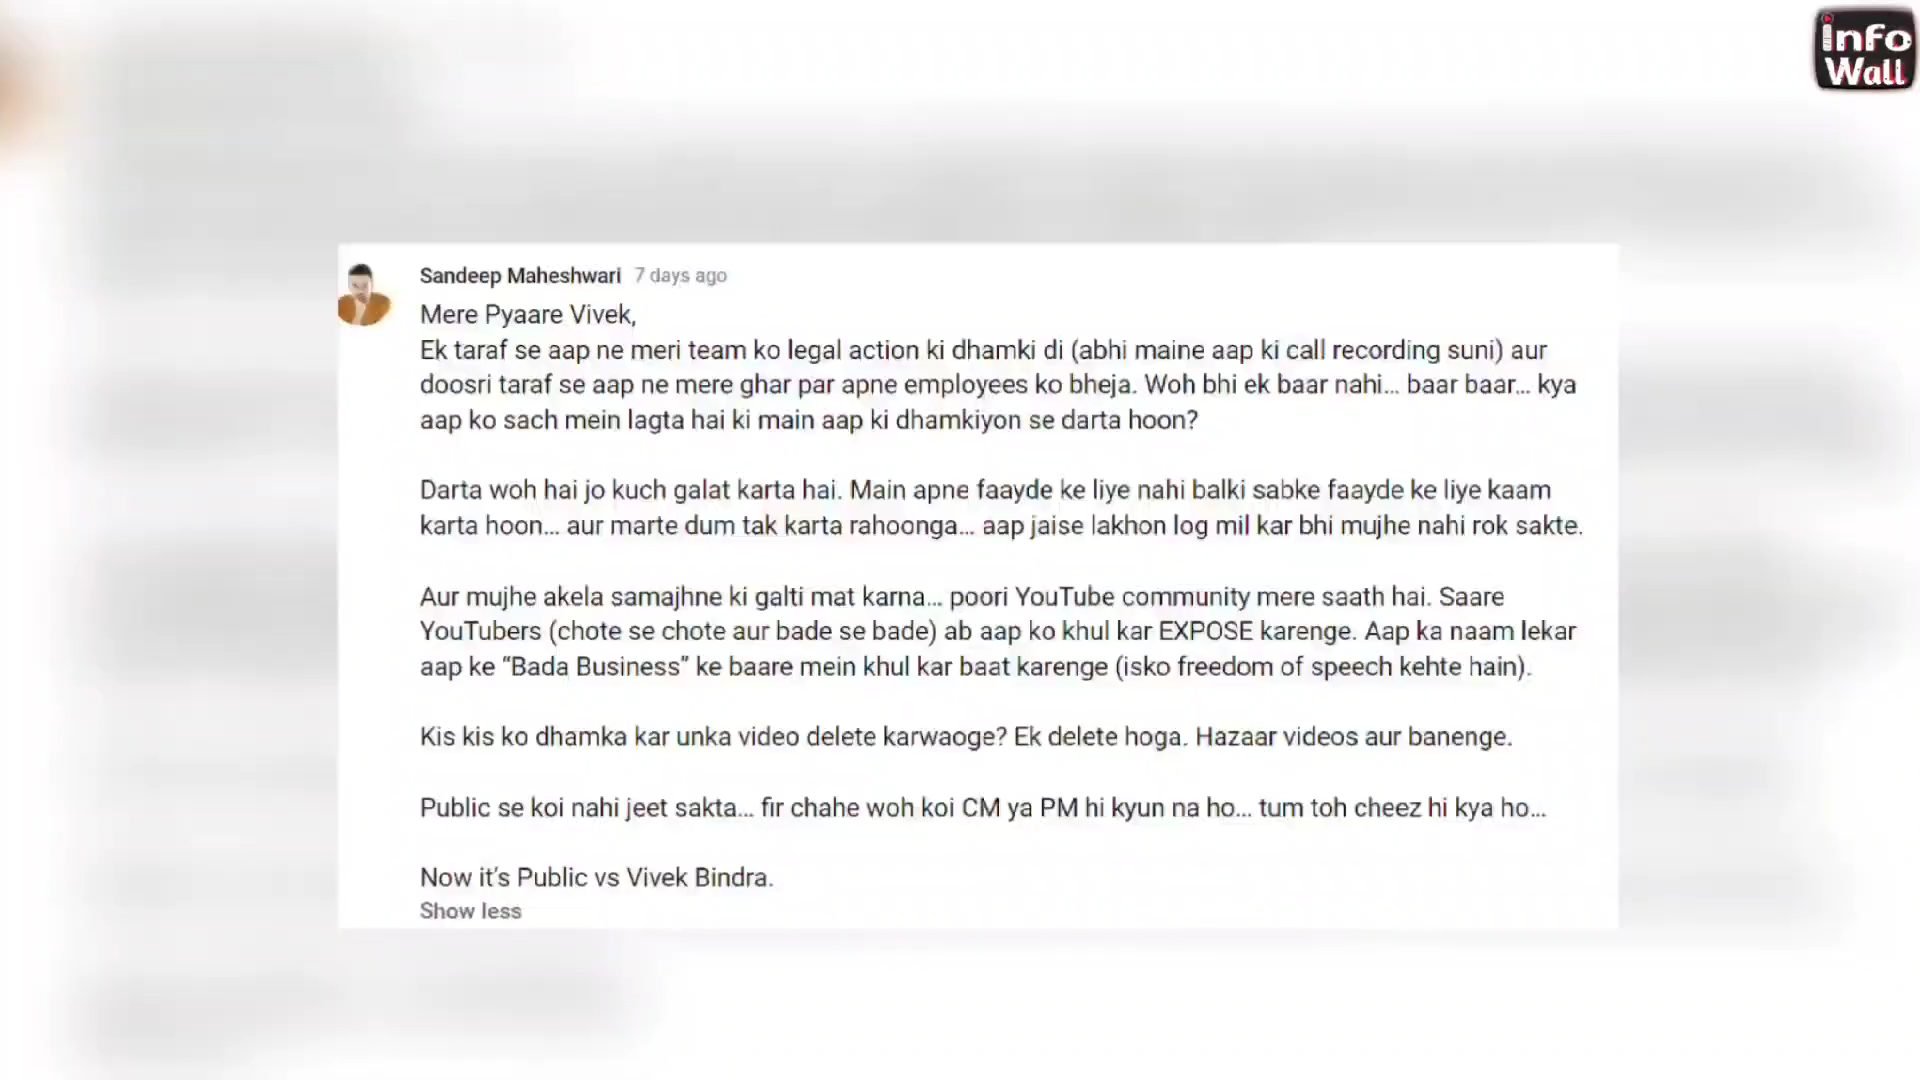 info
Wall
Sandeep Maheshwari 7 days ago
Mere Pyaare Vivek,
Ek taraf se aap ne meri team ko legal action ki dhamki di (abhi maine aap ki call recording suni) aur
doosri taraf se aap ne mere ghar par apne employees ko bheja. Woh bhi ek baar nahi... baar baar... kya
aap ko sach mein lagta hai ki main aap ki dhamkiyon se darta hoon?
Darta woh hai jo kuch galat karta hai. Main apne faayde ke liye nahi balki sabke faayde ke liye kaam
karta hoon... aur marte dum tak karta rahoonga... aap jaise lakhon log mil kar bhi mujhe nahi rok sakte.
Aur mujhe akela samajhne ki galti mat karna... poori YouTube community mere saath hai. Saare
YouTubers (chote se chote aur bade se bade) ab aap ko khul kar EXPOSE karenge. Aap ka naam lekar
aap ke “Bada Business” ke baare mein khul kar baat karenge (isko freedom of speech kehte hain).
Kis kis ko dhamka kar unka video delete karwaoge? Ek delete hoga. Hazaar videos aur banenge.
Public se koi nahi jeet sakta... fir chahe woh koi CM ya PM hi kyun na ho... tum toh cheez hi kya ho...
Now it’s Public vs Vivek Bindra.
Show less